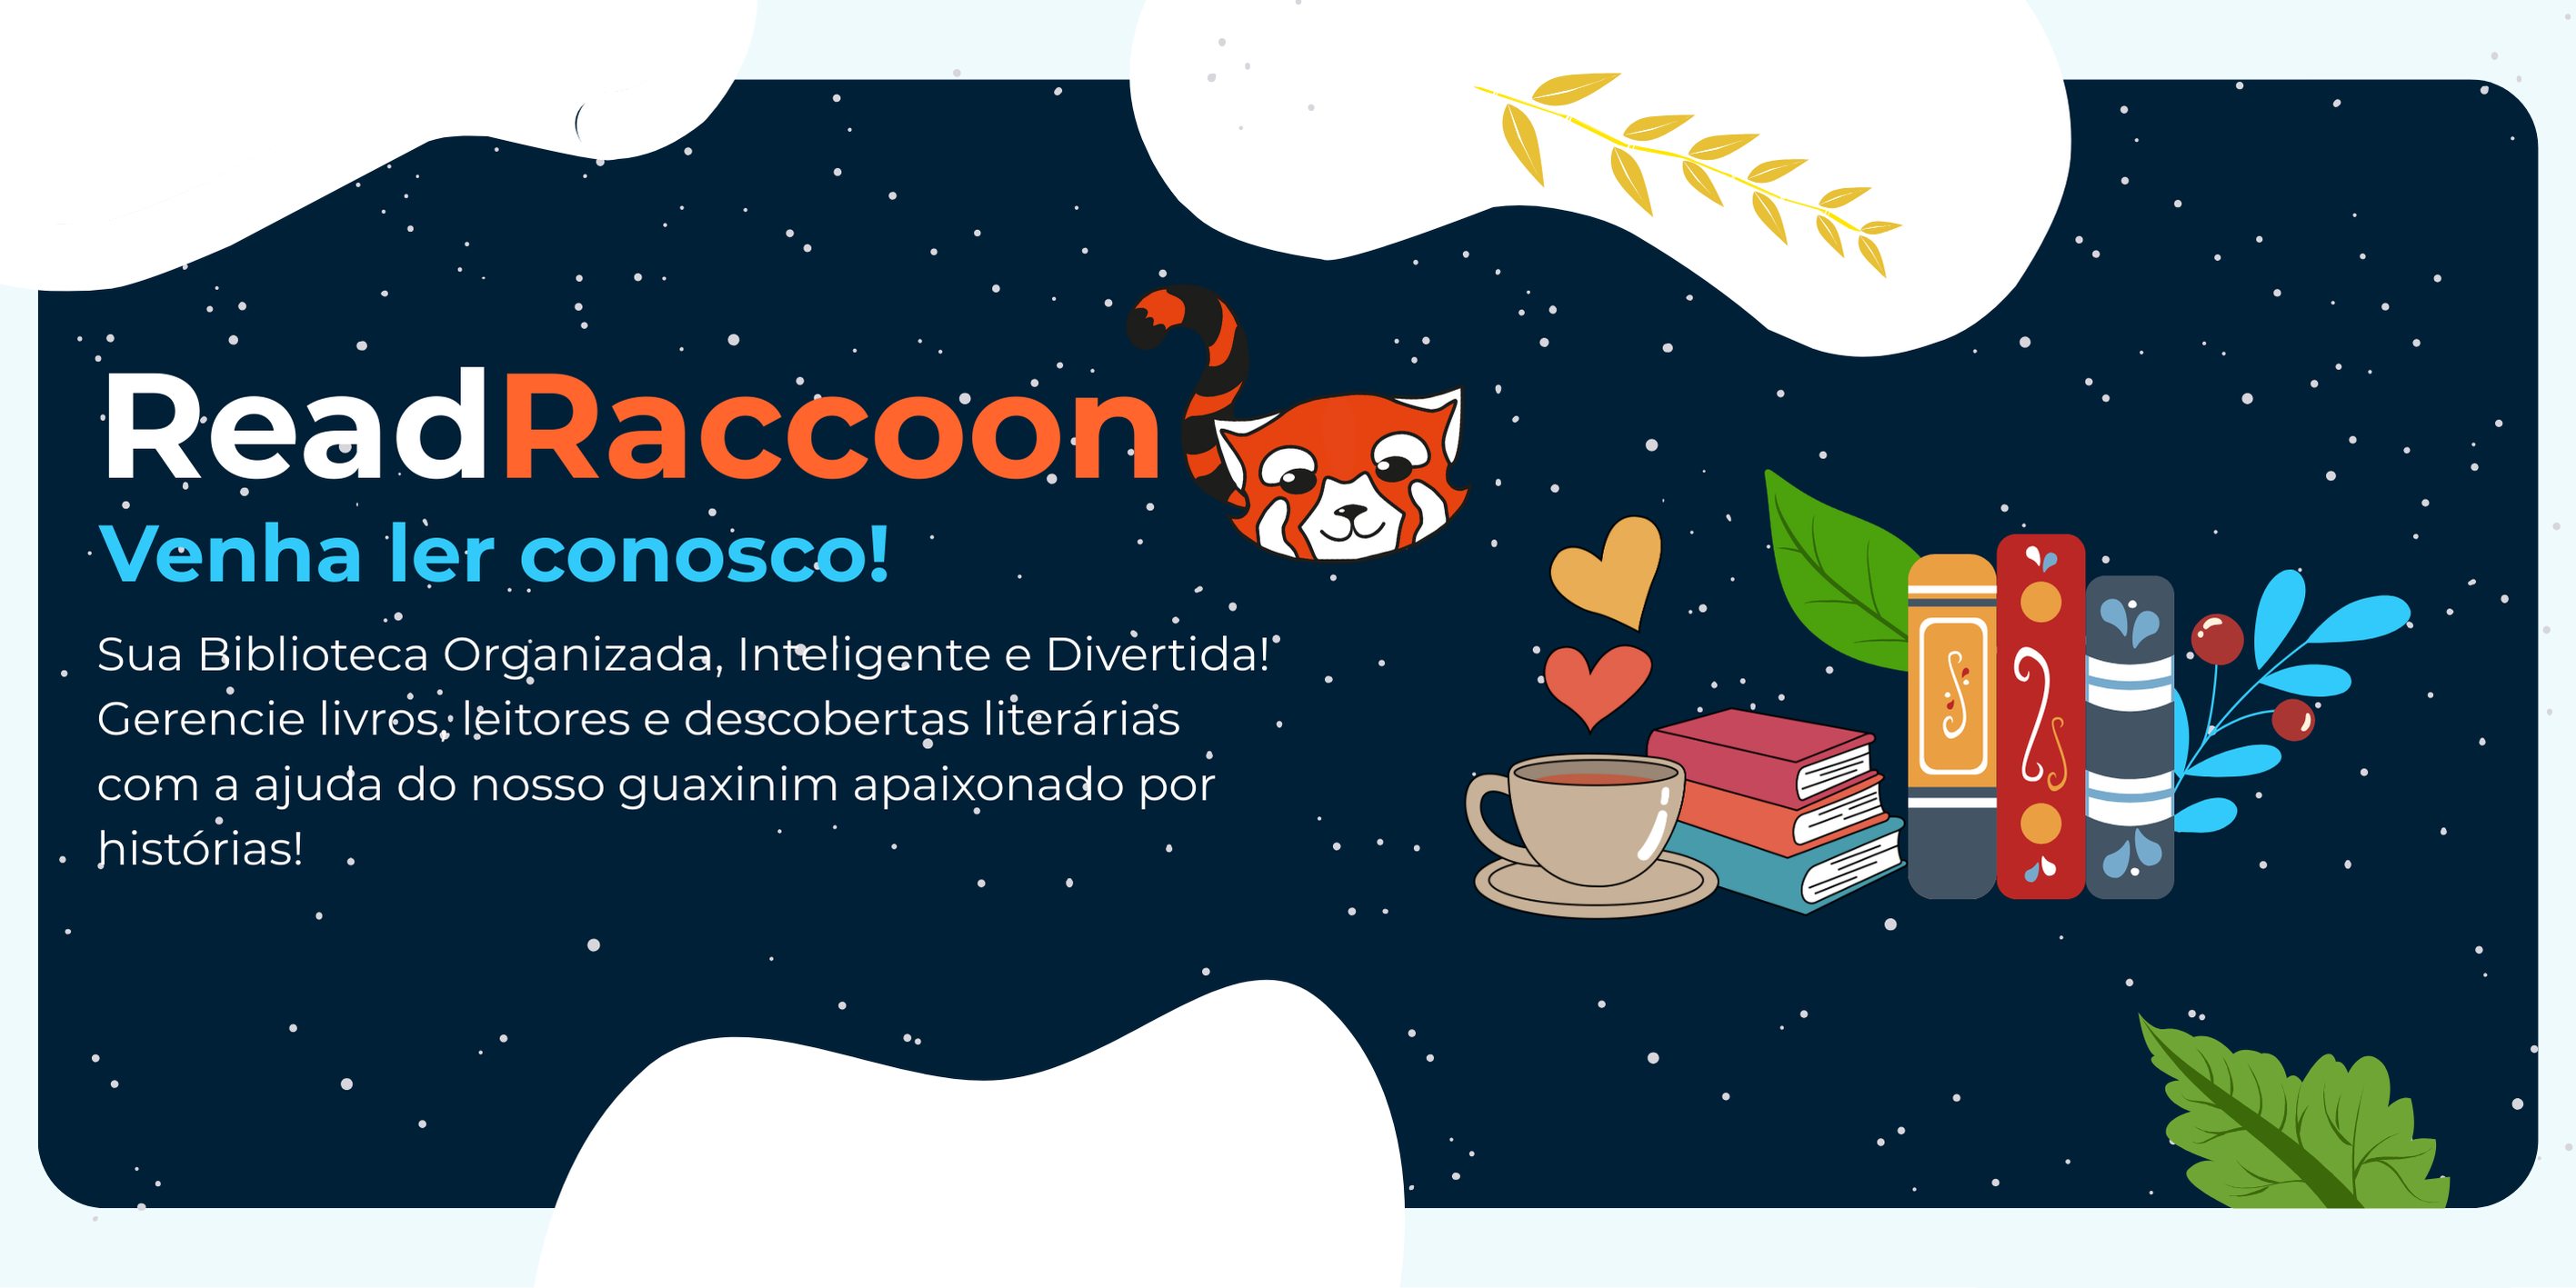 ReadRaccoon
Venha ler conosco!
Sua Biblioteca Organizada, Inteligente e Divertida!
Gerencie livros, leitores e descobertas literárias
com a ajuda do nosso guaxinim apaixonado por
histórias!